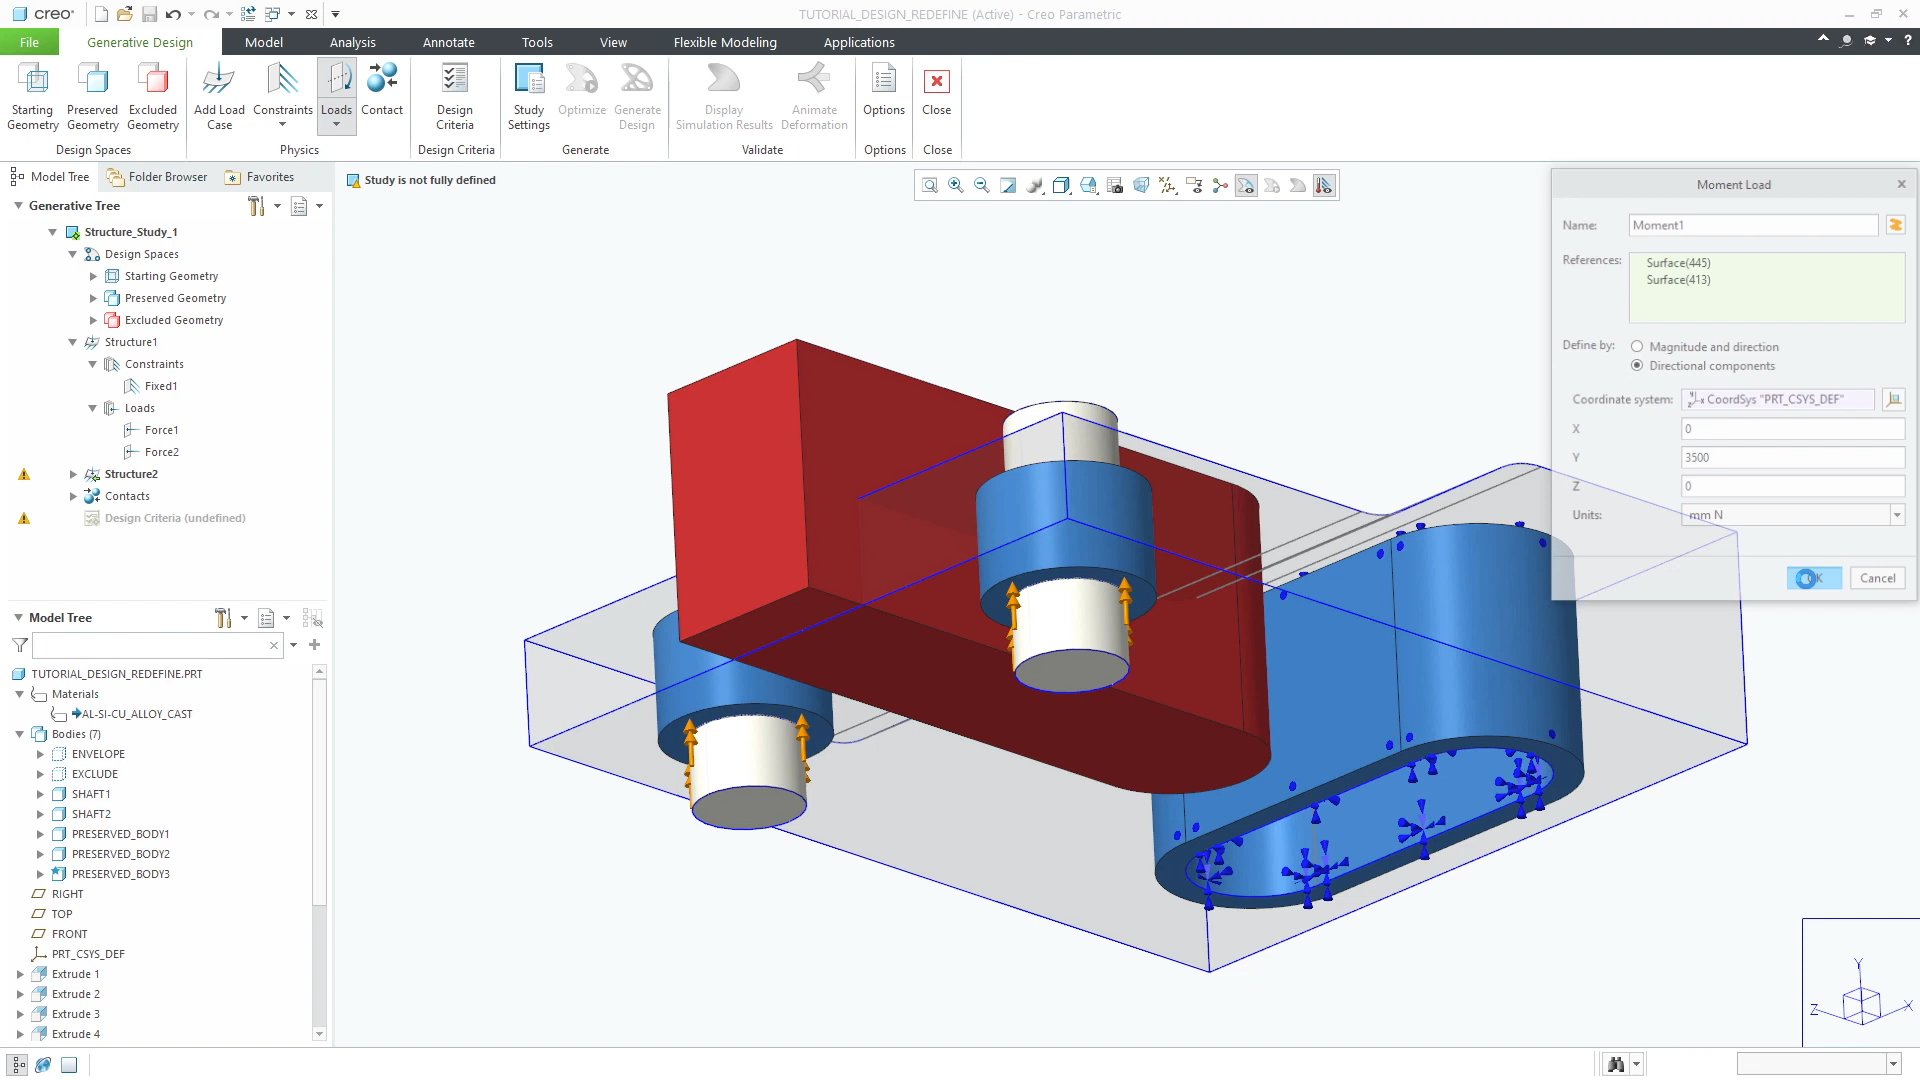 creo
TUTORIAL_DESIGN_REDEFINE (Active) - Creo Parametric
File
Generative Design
Model
Analysis
Annotate
Tools
View
Flexible Modeling
Applications
?
Starting Geometry
Preserved Geometry
Excluded Geometry
Add Load Case
Constraints
Loads
Contact
Design Criteria
Study Settings
Optimize
Generate Design
Display Simulation Results
Animate Deformation
Options
Close
Design Spaces
Physics
Design Criteria
Generate
Validate
Options
Close
Model Tree
Folder Browser
Favorites
Study is not fully defined
Generative Tree
Structure_Study_1
Design Spaces
Starting Geometry
Preserved Geometry
Excluded Geometry
Structure1
Constraints
Fixed1
Loads
Force1
Force2
Structure2
Contacts
Design Criteria (undefined)
Model Tree
TUTORIAL_DESIGN_REDEFINE.PRT
Materials
AL-SI-CU_ALLOY_CAST
Bodies (7)
ENVELOPE
EXCLUDE
SHAFT1
SHAFT2
PRESERVED_BODY1
PRESERVED_BODY2
PRESERVED_BODY3
RIGHT
TOP
FRONT
PRT_CSYS_DEF
Extrude 1
Extrude 2
Extrude 3
Extrude 4
Moment Load
Name: Moment1
References: Surface(445)
Surface(413)
Define by: Magnitude and direction
Directional components
Coordinate system: CoordSys "PRT_CSYS_DEF"
X 0
Y 3500
Z 0
Units: mm N
OK Cancel
Y
Z
X